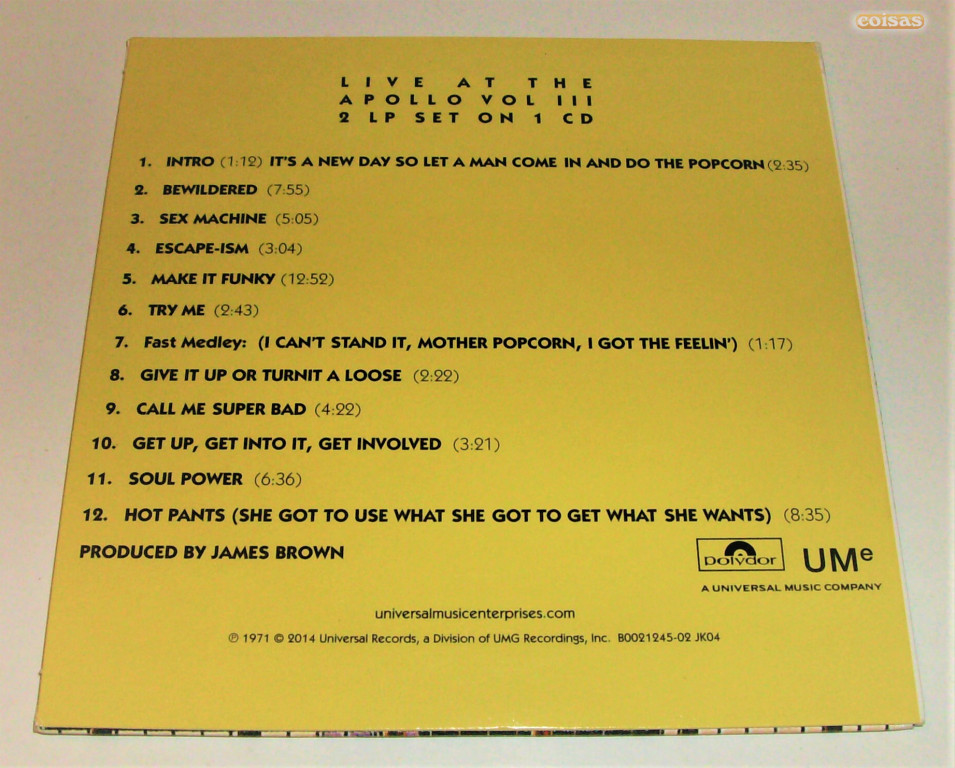 coisas
LIVE AT THE
APOLLO VOL III
2 LP SET ON 1 CD
1. INTRO (1:12) IT'S A NEW DAY SO LET A MAN COME IN AND DO THE POPCORN (2:35)
2. BEWILDERED (7:55)
3. SEX MACHINE (5:05)
4. ESCAPE-ISM (3:04)
5. MAKE IT FUNKY (12:52)
6. TRY ME (2:43)
7. Fast Medley: (I CAN'T STAND IT, MOTHER POPCORN, I GOT THE FEELIN') (1:17)
8. GIVE IT UP OR TURNIT A LOOSE (2:22)
9. CALL ME SUPER BAD (4:22)
10. GET UP, GET INTO IT, GET INVOLVED (3:21)
11. SOUL POWER (6:36)
12. HOT PANTS (SHE GOT TO USE WHAT SHE GOT TO GET WHAT SHE WANTS) (8:35)
PRODUCED BY JAMES BROWN
polydor UMe
A UNIVERSAL MUSIC COMPANY
universalmusicenterprises.com
℗ 1971 © 2014 Universal Records, a Division of UMG Recordings, Inc. B0021245-02 JK04